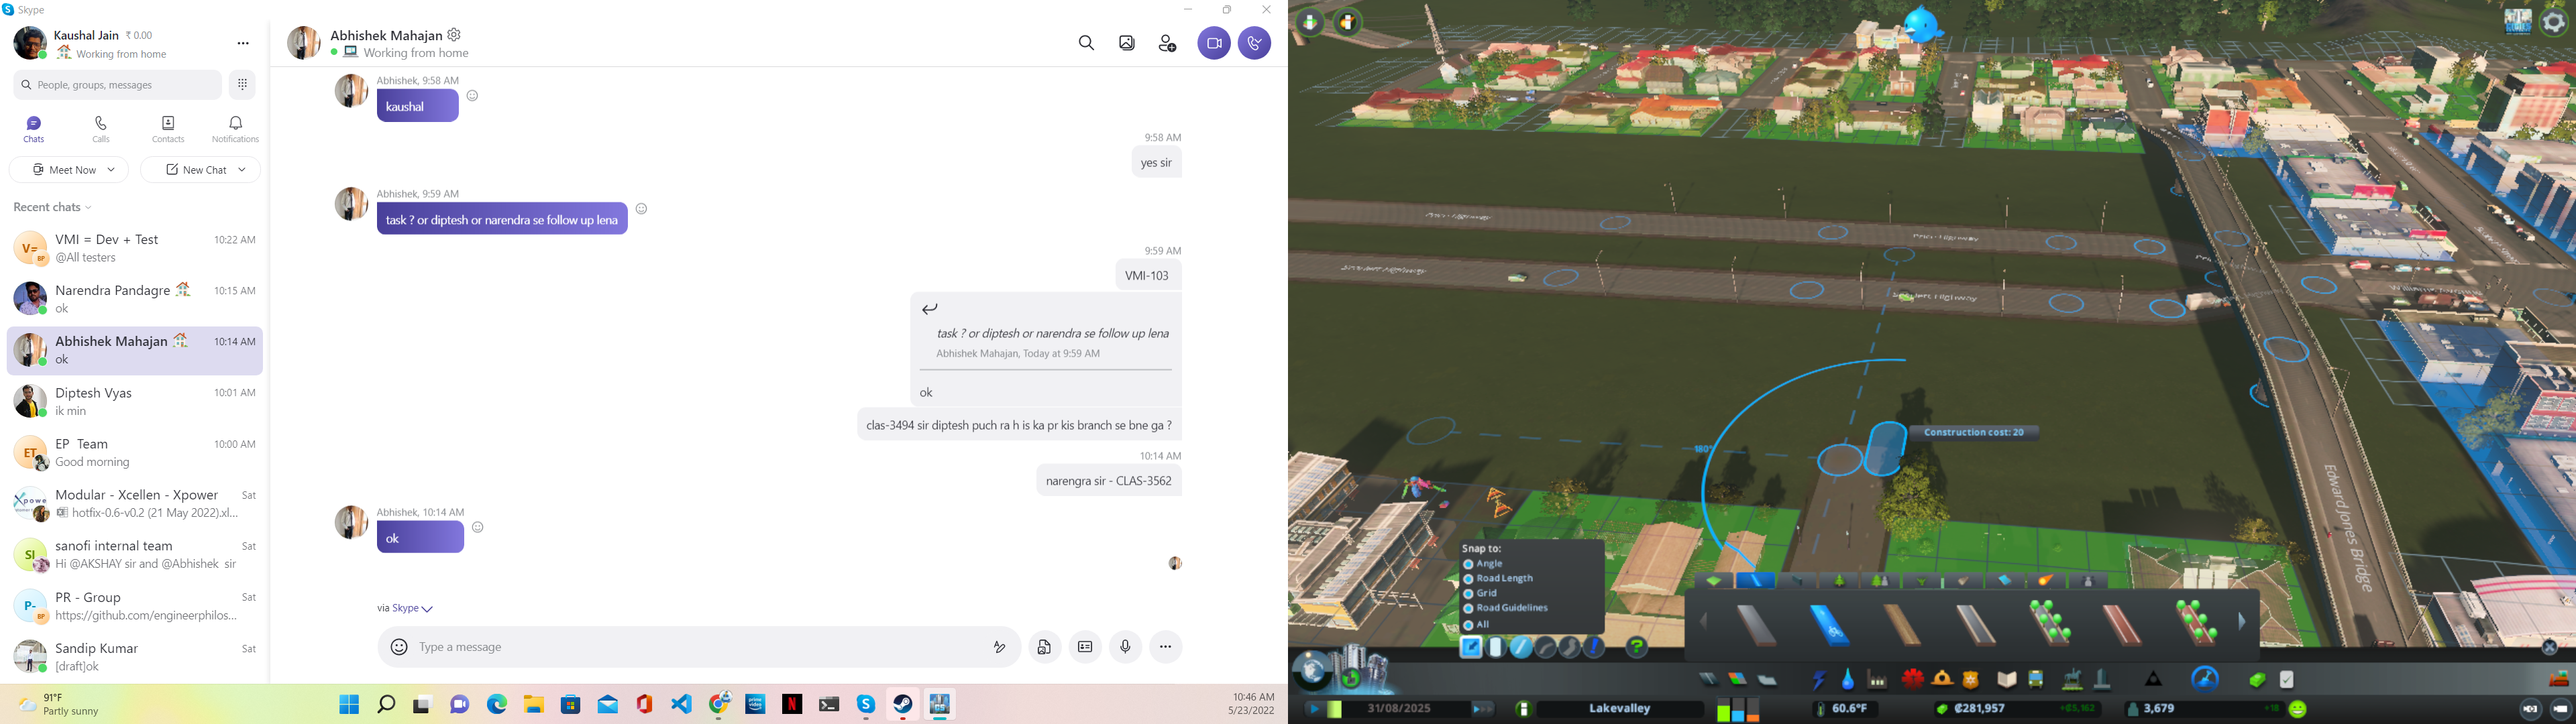 Skype
Kaushal Jain ₹ 0.00
Working from home
People, groups, messages
Chats
Calls
Contacts
Notifications
Meet Now
New Chat
Recent chats
V=
BP
VMI = Dev + Test 10:22 AM
@All testers
Narendra Pandagre 10:15 AM
ok
Abhishek Mahajan 10:14 AM
ok
Diptesh Vyas 10:01 AM
ik min
ET
EP Team 10:00 AM
Good morning
Modular - Xcellen - Xpower Sat
hotfix-0.6-v0.2 (21 May 2022).xl...
SI
sanofi internal team Sat
Hi @AKSHAY sir and @Abhishek sir
P-
BP
PR - Group Sat
https://github.com/engineerphilos...
Sandip Kumar Sat
[draft]ok
Abhishek Mahajan
Working from home
Abhishek, 9:58 AM
kaushal
9:58 AM
yes sir
Abhishek, 9:59 AM
task ? or diptesh or narendra se follow up lena
9:59 AM
VMI-103
task ? or diptesh or narendra se follow up lena
Abhishek Mahajan, Today at 9:59 AM
ok
clas-3494 sir diptesh puch ra h is ka pr kis branch se bne ga ?
10:14 AM
narengra sir - CLAS-3562
Abhishek, 10:14 AM
ok
via Skype
Type a message
91°F
Partly sunny
10:46 AM
5/23/2022
Construction cost: 20
180°
Edward Jones Bridge
Snap to:
Angle
Road Length
Grid
Road Guidelines
All
31/08/2025
Lakevalley
60.6°F
₡281,957
+₡5,162
3,679
+18